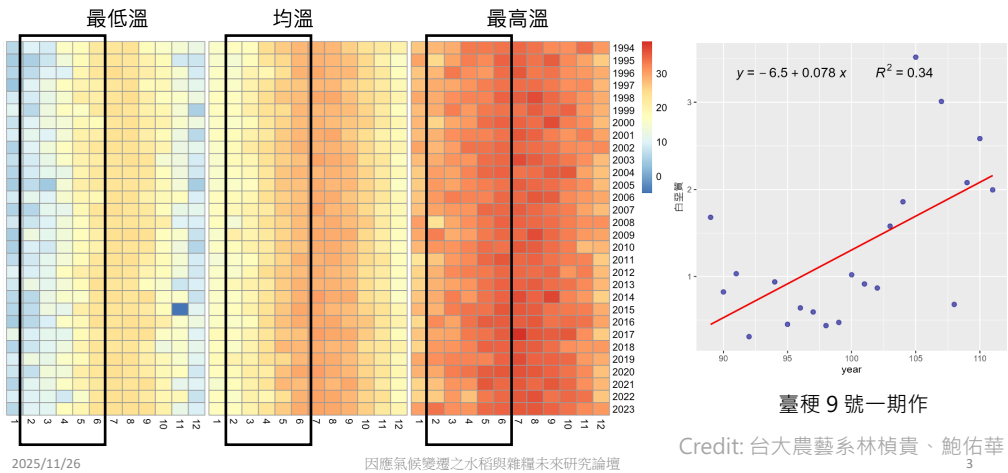 最低溫
均溫
最高溫
1994
1995
1996
1997
1998
1999
2000
2001
2002
2003
2004
2005
2006
2007
2008
2009
2010
2011
2012
2013
2014
2015
2016
2017
2018
2019
2020
2021
2022
2023
1 2 3 4 5 6 7 8 9 10 11 12
1 2 3 4 5 6 7 8 9 10 11 12
1 2 3 4 5 6 7 8 9 10 11 12
30
20
10
0
y = − 6.5 + 0.078 x R² = 0.34
白堊質
3
2
1
90 95 100 105 110
year
臺稉 9 號一期作
Credit: 台大農藝系林楨貴、鮑佑華
2025/11/26 因應氣候變遷之水稻與雜糧未來研究論壇 3